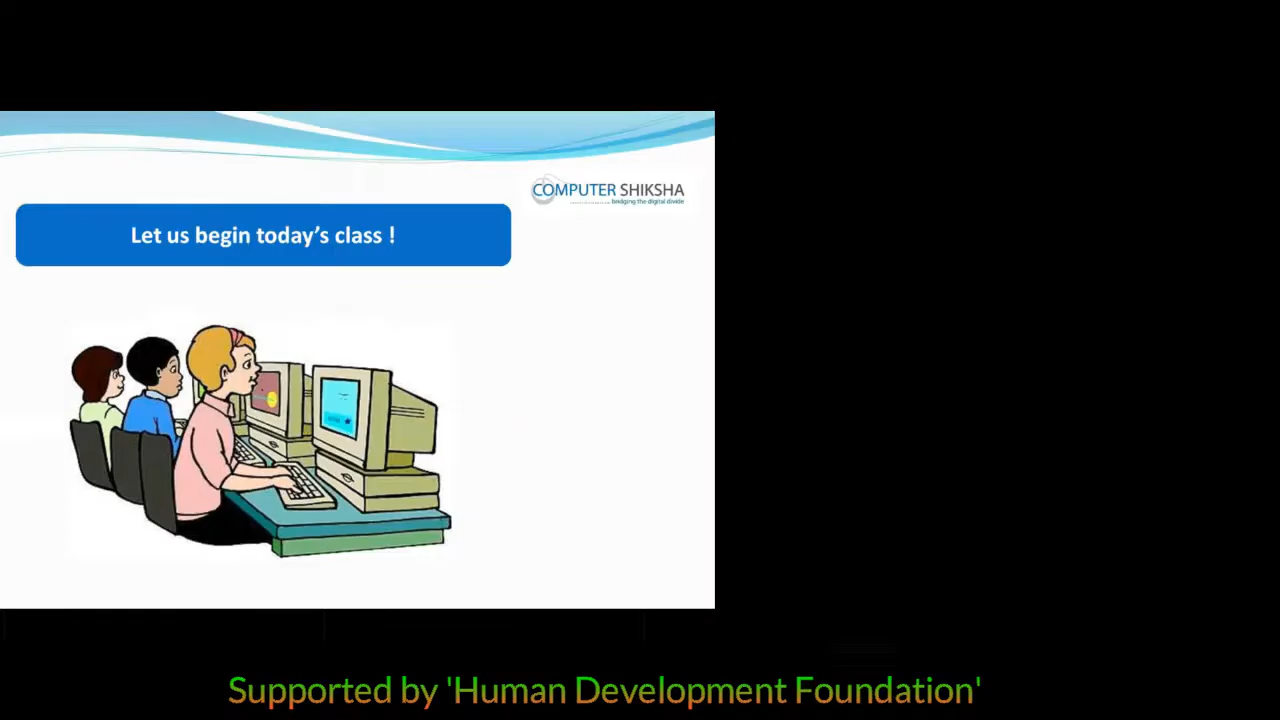 COMPUTER SHIKSHA
bridging the digital divide
Let us begin today's class !
Supported by 'Human Development Foundation'